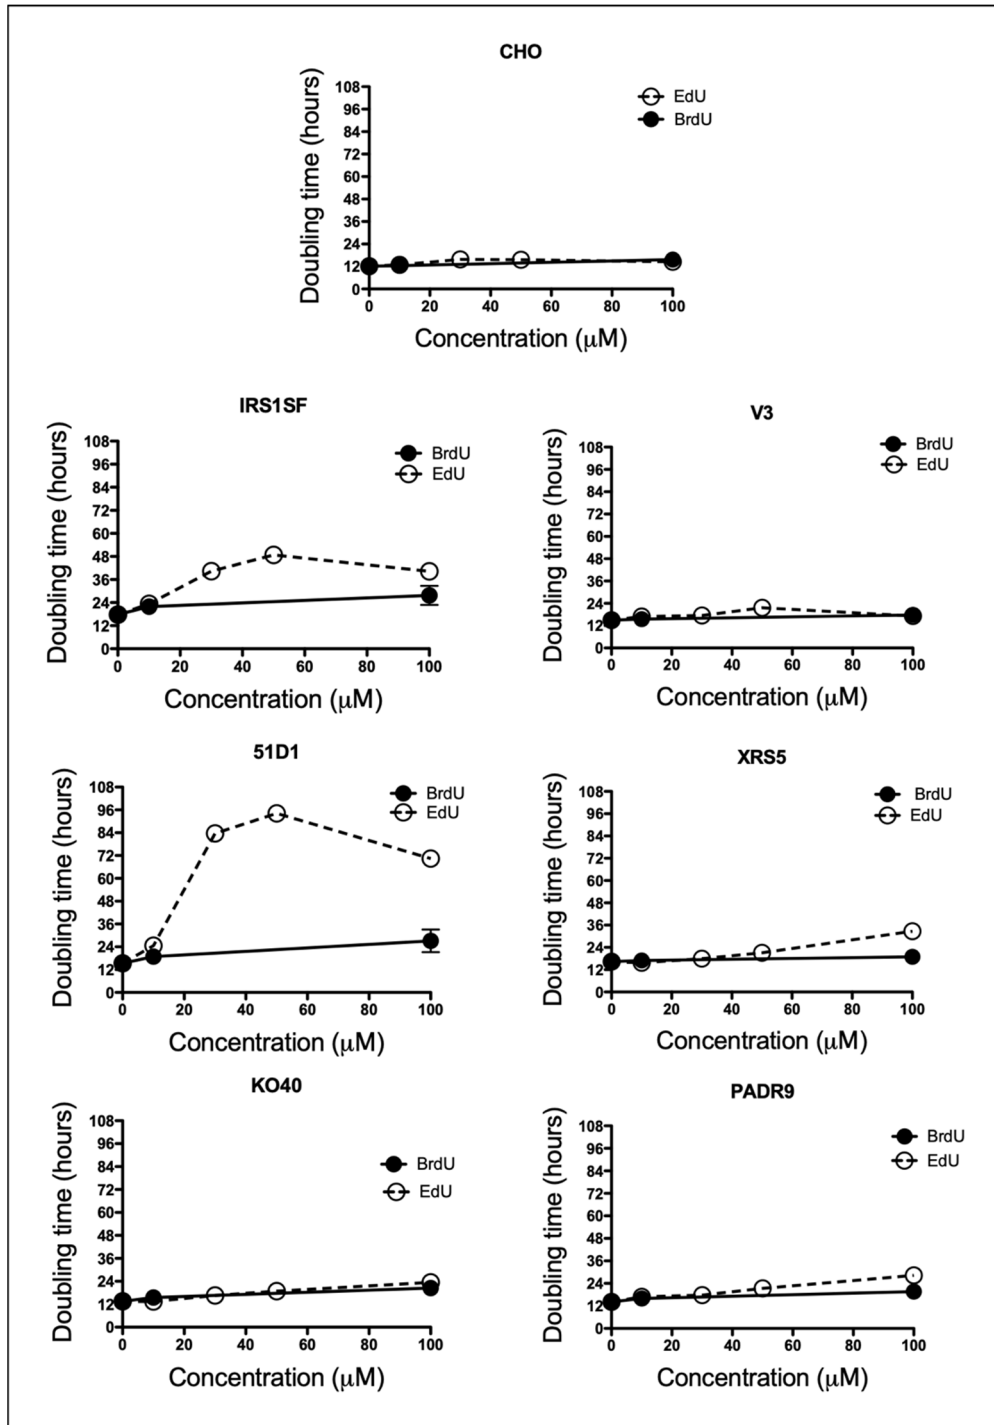 CHO
Doubling time (hours)
108
96
84
72
60
48
36
24
12
0
0 20 40 60 80 100
Concentration (μM)
EdU
BrdU
IRS1SF
Doubling time (hours)
108
96
84
72
60
48
36
24
12
0
0 20 40 60 80 100
Concentration (μM)
BrdU
EdU
V3
Doubling time (hours)
108
96
84
72
60
48
36
24
12
0
0 20 40 60 80 100
Concentration (μM)
BrdU
EdU
51D1
Doubling time (hours)
108
96
84
72
60
48
36
24
12
0
0 20 40 60 80 100
Concentration (μM)
BrdU
EdU
XRS5
Doubling time (hours)
108
96
84
72
60
48
36
24
12
0
0 20 40 60 80 100
Concentration (μM)
BrdU
EdU
KO40
Doubling time (hours)
108
96
84
72
60
48
36
24
12
0
0 20 40 60 80 100
Concentration (μM)
BrdU
EdU
PADR9
Doubling time (hours)
108
96
84
72
60
48
36
24
12
0
0 20 40 60 80 100
Concentration (μM)
BrdU
EdU